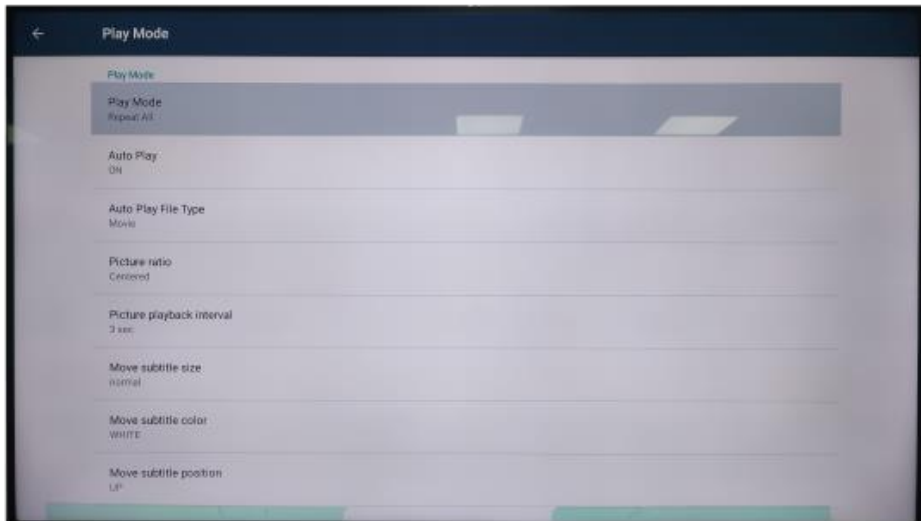 Play Mode
Play Mode
Play Mode
Repeat All
Auto Play
ON
Auto Play File Type
Movie
Picture ratio
Centered
Picture playback interval
3 sec
Move subtitle size
normal
Move subtitle color
WHITE
Move subtitle position
UP